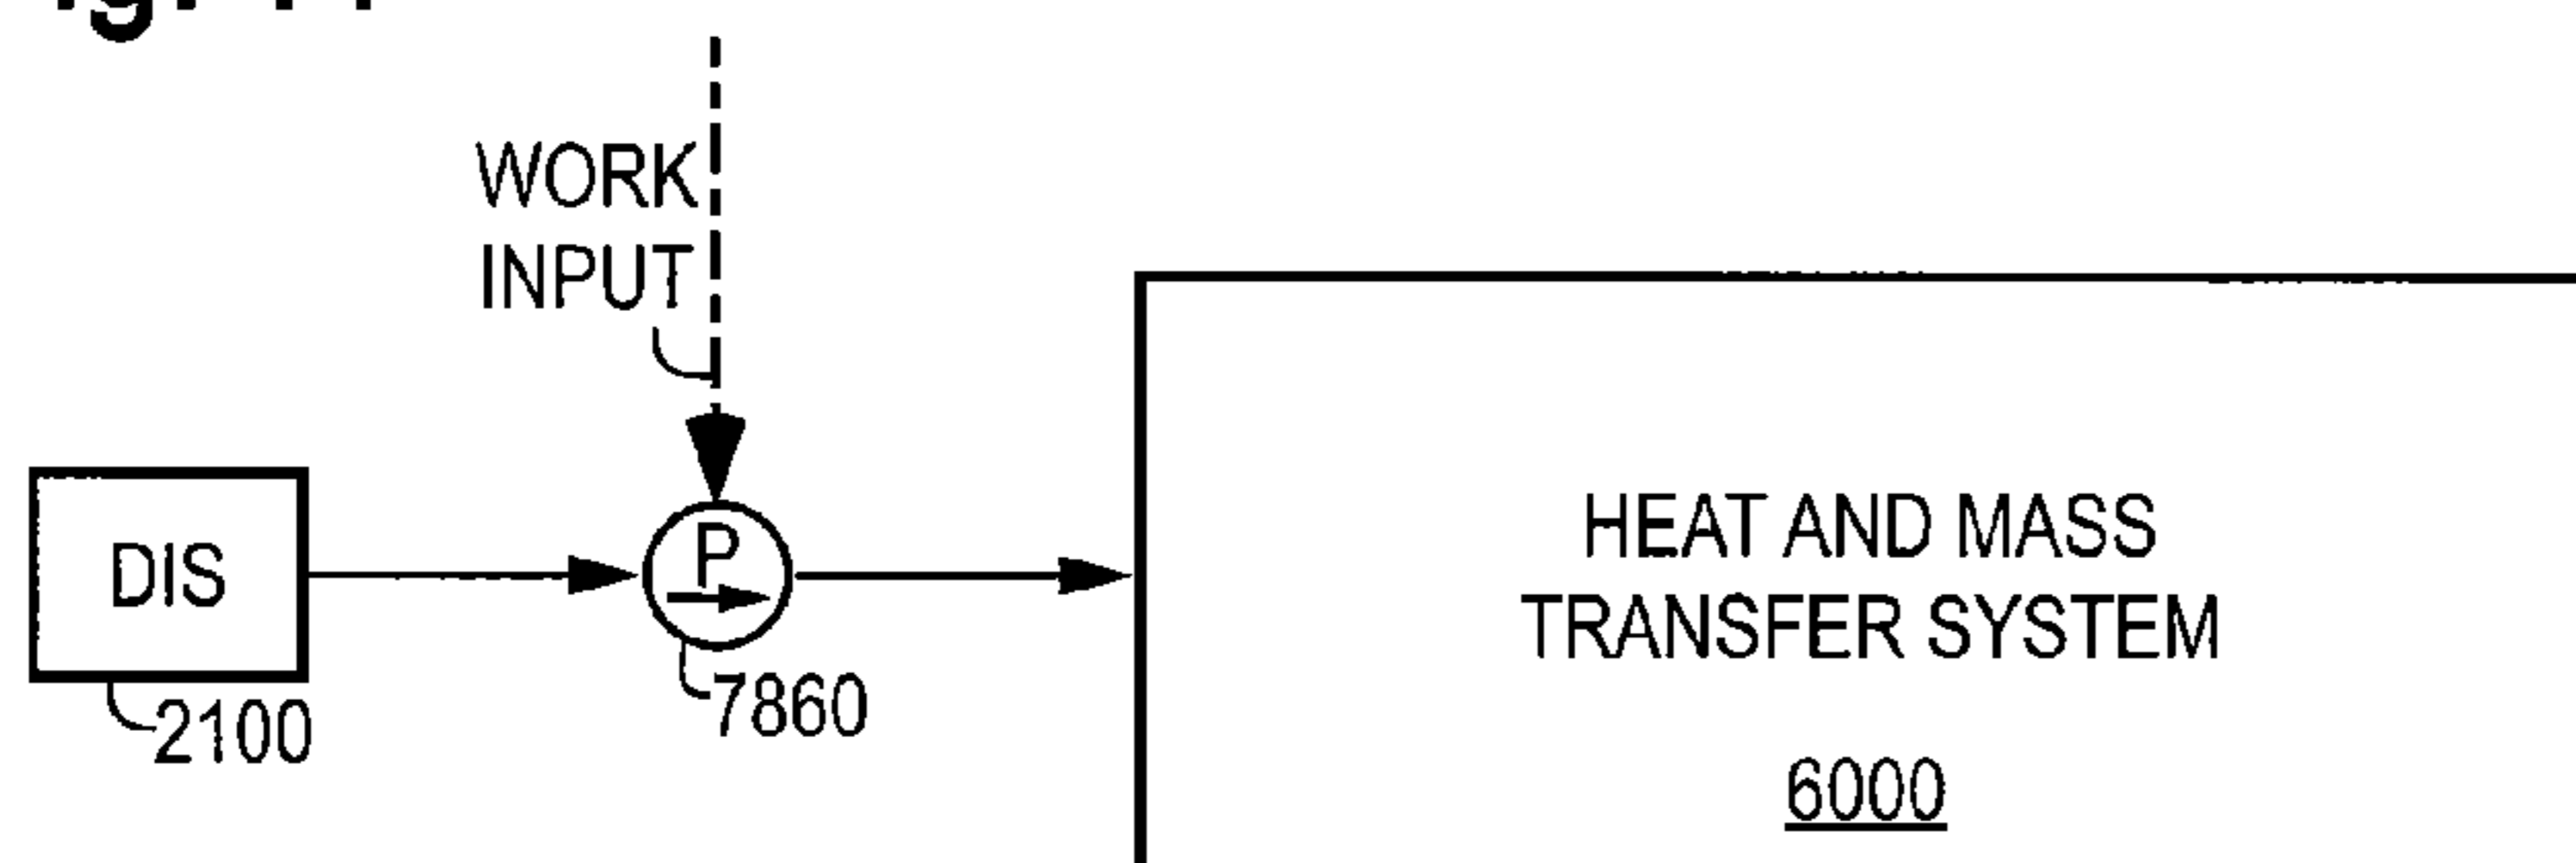 WORK
INPUT
DIS
P
HEAT AND MASS
TRANSFER SYSTEM
7860
2100
6000